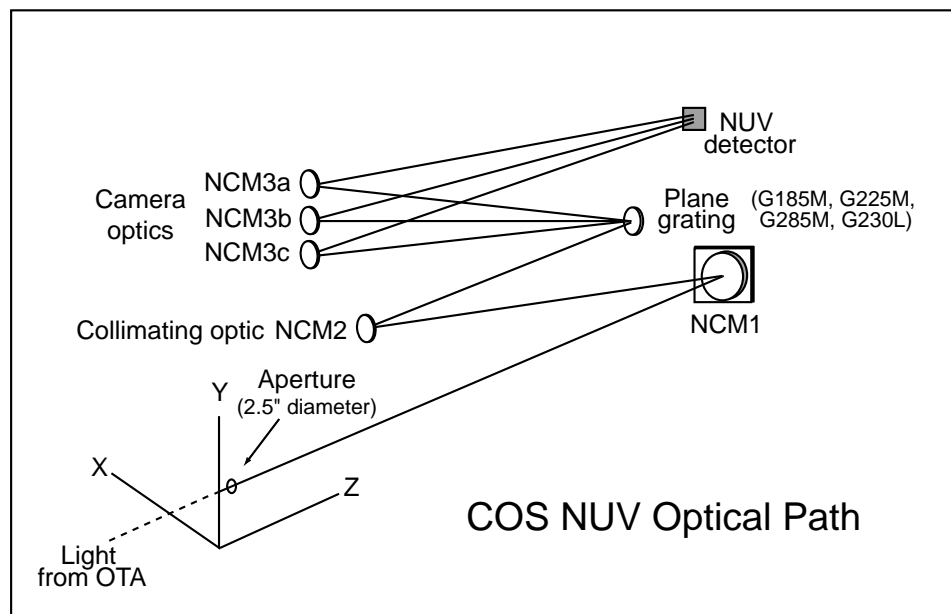 NUV
detector
NCM3a
Camera
optics
NCM3b
NCM3c
Plane
grating
(G185M, G225M,
G285M, G230L)
NCM1
Collimating optic NCM2
Aperture
(2.5" diameter)
Y
X
Z
COS NUV Optical Path
Light
from OTA